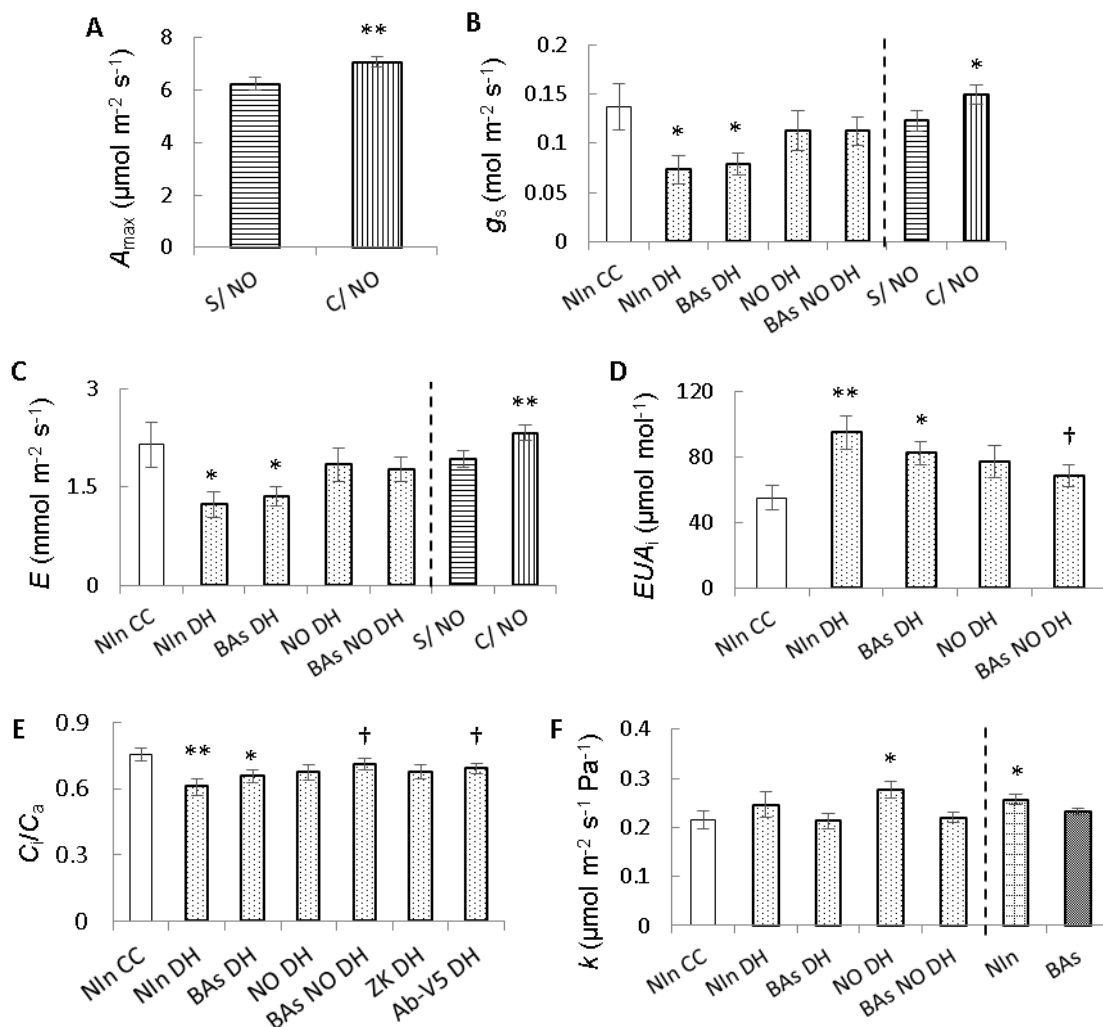 A
A_max (µmol m⁻² s⁻¹)
8
6
4
2
0
**
S/ NO
C/ NO
B
g_s (mol m⁻² s⁻¹)
0.2
0.15
0.1
0.05
0
*
*
*
NIn CC
NIn DH
BAs DH
NO DH
BAs NO DH
S/ NO
C/ NO
C
E (mmol m⁻² s⁻¹)
3
1.5
0
*
*
**
NIn CC
NIn DH
BAs DH
NO DH
BAs NO DH
S/ NO
C/ NO
D
EUA_i (µmol mol⁻¹)
120
80
40
0
**
*
†
NIn CC
NIn DH
BAs DH
NO DH
BAs NO DH
E
C_i/C_a
0.9
0.6
0.3
0
**
*
†
†
NIn CC
NIn DH
BAs DH
NO DH
BAs NO DH
ZK DH
Ab-V5 DH
F
k (µmol m⁻² s⁻¹ Pa⁻¹)
0.4
0.3
0.2
0.1
0
*
*
NIn CC
NIn DH
BAs DH
NO DH
BAs NO DH
NIn
BAs